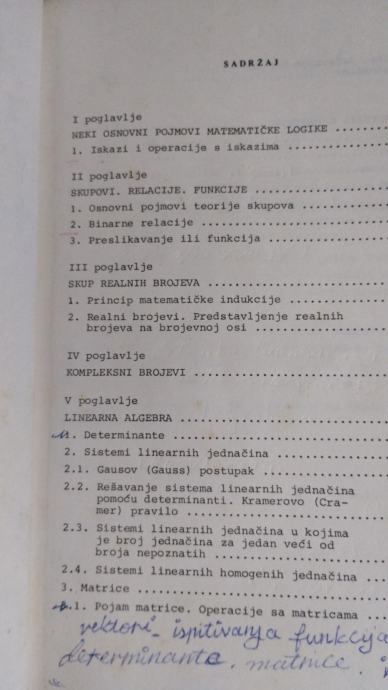 SADRŽAJ
I poglavlje
NEKI OSNOVNI POJMOVI MATEMATIČKE LOGIKE ......
1. Iskazi i operacije s iskazima ............
II poglavlje
SKUPOVI. RELACIJE. FUNKCIJE ...............
1. Osnovni pojmovi teorije skupova ..........
2. Binarne relacije ..................
3. Preslikavanje ili funkcija ...............
III poglavlje
SKUP REALNIH BROJEVA ..................
1. Princip matematičke indukcije ............
2. Realni brojevi. Predstavljenje realnih
brojeva na brojevnoj osi ................
IV poglavlje
KOMPLEKSNI BROJEVI ....................
V poglavlje
LINEARNA ALGEBRA ......................
1. Determinante ......................
2. Sistemi linearnih jednačina ............
2.1. Gausov (Gauss) postupak ..............
2.2. Rešavanje sistema linearnih jednačina
pomoću determinanti. Kramerovo (Cra-
mer) pravilo ......................
2.3. Sistemi linearnih jednačina u kojima
je broj jednačina za jedan veći od
broja nepoznatih ...................
2.4. Sistemi linearnih homogenih jednačina ...
3. Matrice ........................
3.1. Pojam matrice. Operacije sa matricama ....
vektori - ispitivanja funkcija
determinante. matrice.